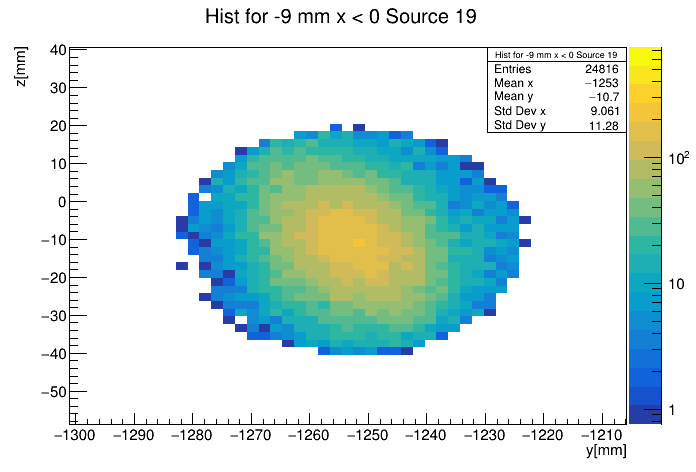 Hist for -9 mm x < 0 Source 19
z[mm]
40
30
20
10
0
−10
−20
−30
−40
−50
Hist for -9 mm x < 0 Source 19
Entries 24816
Mean x −1253
Mean y −10.7
Std Dev x 9.061
Std Dev y 11.28
10²
10
1
−1300 −1290 −1280 −1270 −1260 −1250 −1240 −1230 −1220 −1210
y[mm]